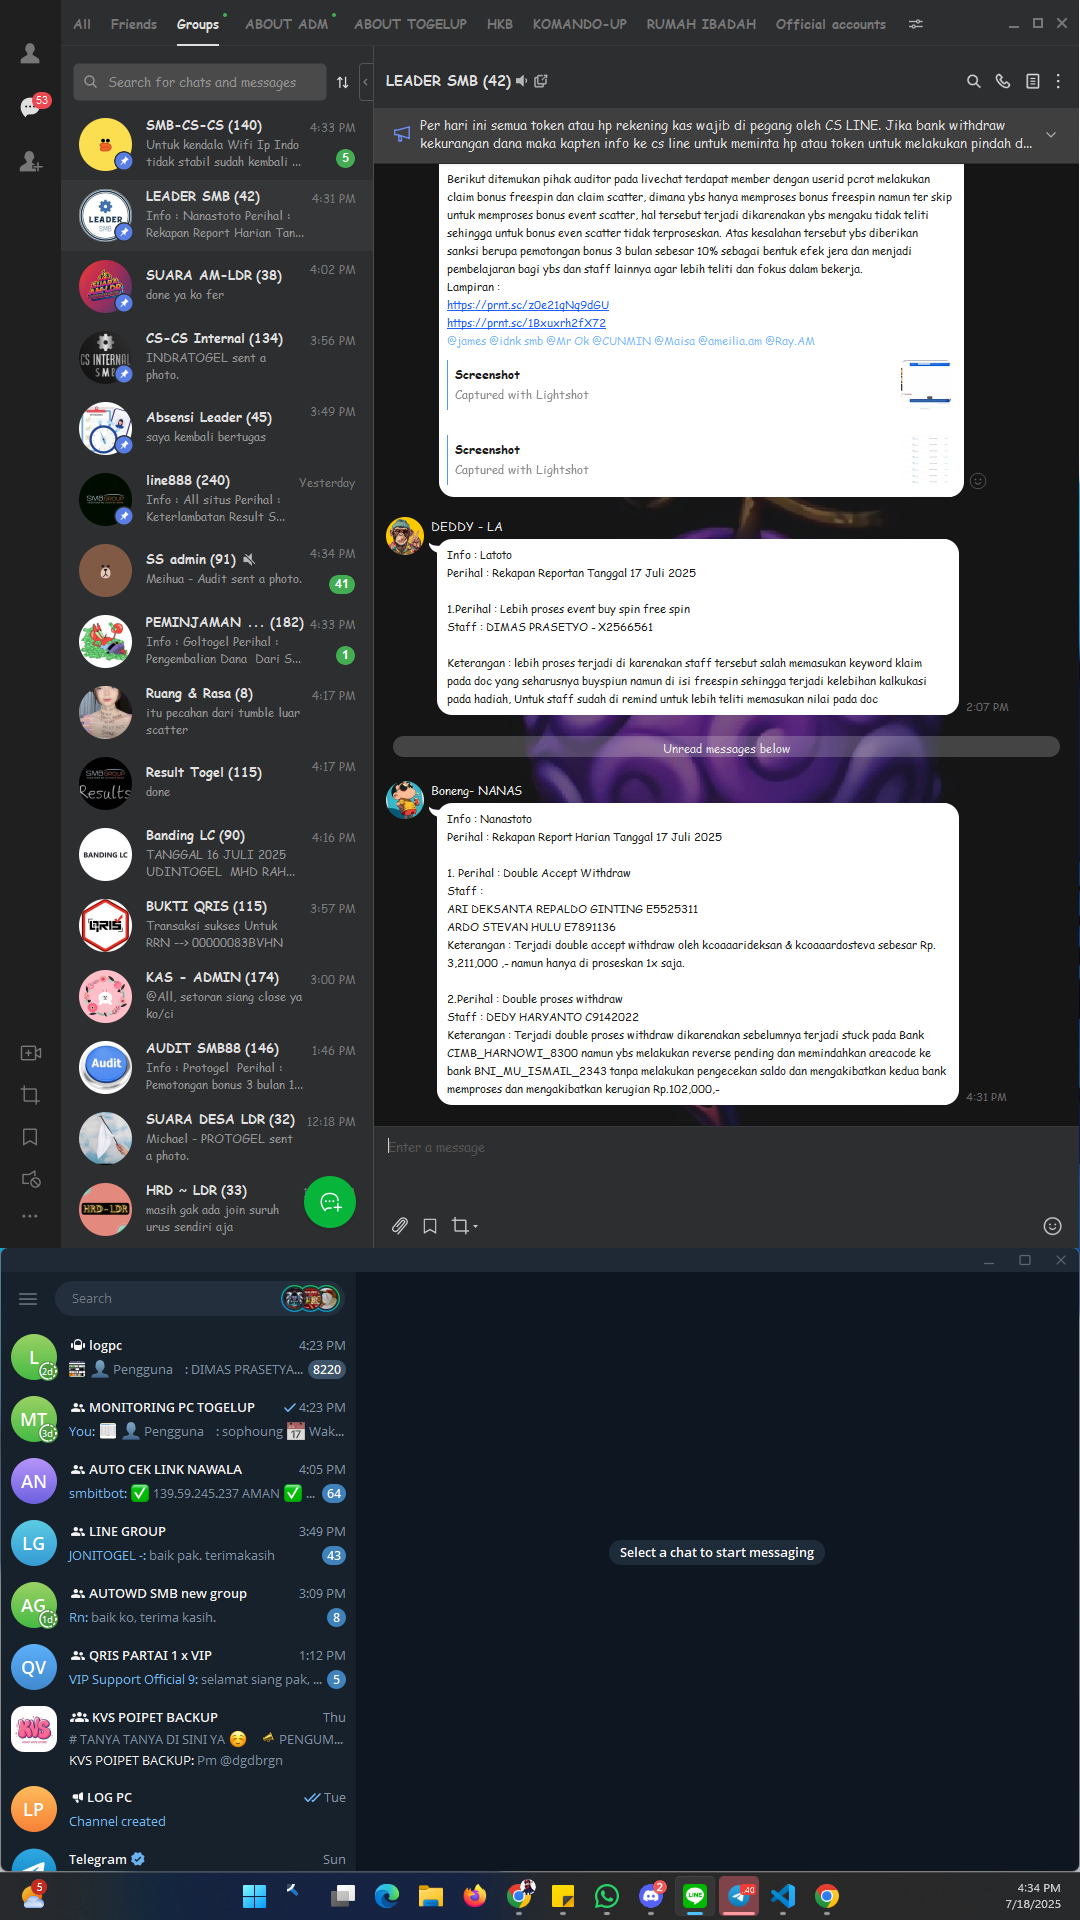 All Friends Groups ABOUT ADM ABOUT TOGELUP HKB KOMANDO-UP RUMAH IBADAH Official accounts
53
Search for chats and messages
SMB-CS-CS (140) 4:33 PM
Untuk kendala Wifi Ip Indo
tidak stabil sudah kembali ... 5
LEADER SMB (42) 4:31 PM
Info : Nanastoto Perihal :
Rekapan Report Harian Tan...
SUARA AM-LDR (38) 4:02 PM
done ya ko fer
CS-CS Internal (134) 3:56 PM
INDRATOGEL sent a
photo.
Absensi Leader (45) 3:49 PM
saya kembali bertugas
line888 (240) Yesterday
Info : All situs Perihal :
Keterlambatan Result S...
SS admin (91) 4:34 PM
Meihua - Audit sent a photo. 41
PEMINJAMAN ... (182) 4:33 PM
Info : Goltogel Perihal :
Pengembalian Dana Dari S... 1
Ruang & Rasa (8) 4:17 PM
itu pecahan dari tumble luar
scatter
Result Togel (115) 4:17 PM
done
Banding LC (90) 4:16 PM
TANGGAL 16 JULI 2025
UDINTOGEL MHD RAH...
BUKTI QRIS (115) 3:57 PM
Transaksi sukses Untuk
RRN --> 00000083BVHN
KAS - ADMIN (174) 3:00 PM
@All, setoran siang close ya
ko/ci
AUDIT SMB88 (146) 1:46 PM
Info : Protogel Perihal :
Pemotongan bonus 3 bulan 1...
SUARA DESA LDR (32) 12:18 PM
Michael - PROTOGEL sent
a photo.
HRD ~ LDR (33)
masih gak ada join suruh
urus sendiri aja
LEADER
CS INTERNAL
SMB
SMBGROUP
SMBGROUP
Results
BANDING LC
QRIS
Audit
HRD-LDR
LEADER SMB (42)
Per hari ini semua token atau hp rekening kas wajib di pegang oleh CS LINE. Jika bank withdraw
kekurangan dana maka kapten info ke cs line untuk meminta hp atau token untuk melakukan pindah d...
Berikut ditemukan pihak auditor pada livechat terdapat member dengan userid pcrot melakukan
claim bonus freespin dan claim scatter, dimana ybs hanya memproses bonus freespin namun ter skip
untuk memproses bonus event scatter, hal tersebut terjadi dikarenakan ybs mengaku tidak teliti
sehingga untuk bonus even scatter tidak terproseskan. Atas kesalahan tersebut ybs diberikan
sanksi berupa pemotongan bonus 3 bulan sebesar 10% sebagai bentuk efek jera dan menjadi
pembelajaran bagi ybs dan staff lainnya agar lebih teliti dan fokus dalam bekerja.
Lampiran :
https://prnt.sc/z0e21gNg9dGU
https://prnt.sc/1Bxuxrh2fX72
@james @idnk smb @Mr Ok @CUNMIN @Maisa @ameilia.am @Ray.AM
Screenshot
Captured with Lightshot
Screenshot
Captured with Lightshot
DEDDY - LA
Info : Latoto
Perihal : Rekapan Reportan Tanggal 17 Juli 2025
1.Perihal : Lebih proses event buy spin free spin
Staff : DIMAS PRASETYO - X2566561
Keterangan : lebih proses terjadi di karenakan staff tersebut salah memasukan keyword klaim
pada doc yang seharusnya buyspiun namun di isi freespin sehingga terjadi kelebihan kalkukasi
pada hadiah, Untuk staff sudah di remind untuk lebih teliti memasukan nilai pada doc
2:07 PM
Unread messages below
Boneng- NANAS
Info : Nanastoto
Perihal : Rekapan Report Harian Tanggal 17 Juli 2025
1. Perihal : Double Accept Withdraw
Staff :
ARI DEKSANTA REPALDO GINTING E5525311
ARDO STEVAN HULU E7891136
Keterangan : Terjadi double accept withdraw oleh kcoaaarideksan & kcoaaardosteva sebesar Rp.
3,211,000 ,- namun hanya di proseskan 1x saja.
2.Perihal : Double proses withdraw
Staff : DEDY HARYANTO C9142022
Keterangan : Terjadi double proses withdraw dikarenakan sebelumnya terjadi stuck pada Bank
CIMB_HARNOWI_8300 namun ybs melakukan reverse pending dan memindahkan areacode ke
bank BNI_MU_ISMAIL_2343 tanpa melakukan pengecekan saldo dan mengakibatkan kedua bank
memproses dan mengakibatkan kerugian Rp.102,000,-
4:31 PM
Enter a message
Search
L 2d logpc 4:23 PM
Pengguna : DIMAS PRASETYA... 8220
MT 3d MONITORING PC TOGELUP 4:23 PM
You: Pengguna : sophoung Wak...
AN AUTO CEK LINK NAWALA 4:05 PM
smbitbot: 139.59.245.237 AMAN ... 64
LG LINE GROUP 3:49 PM
JONITOGEL -: baik pak. terimakasih 43
AG 1d AUTOWD SMB new group 3:09 PM
Rn: baik ko, terima kasih. 8
QV QRIS PARTAI 1 x VIP 1:12 PM
VIP Support Official 9: selamat siang pak, ... 5
KVS KVS POIPET BACKUP Thu
# TANYA TANYA DI SINI YA PENGUM...
KVS POIPET BACKUP: Pm @dgdbrgn
LP LOG PC Tue
Channel created
Telegram Sun
Select a chat to start messaging
5
2
LINE
40
4:34 PM
7/18/2025